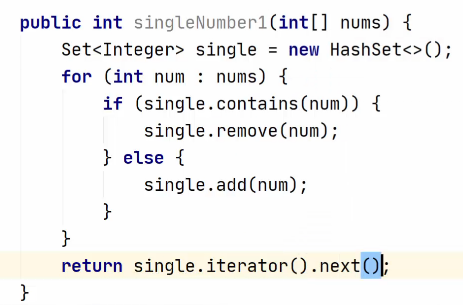 public int singleNumber1(int[] nums) {
    Set<Integer> single = new HashSet<>();
    for (int num : nums) {
        if (single.contains(num)) {
            single.remove(num);
        } else {
            single.add(num);
        }
    }
    return single.iterator().next();
}